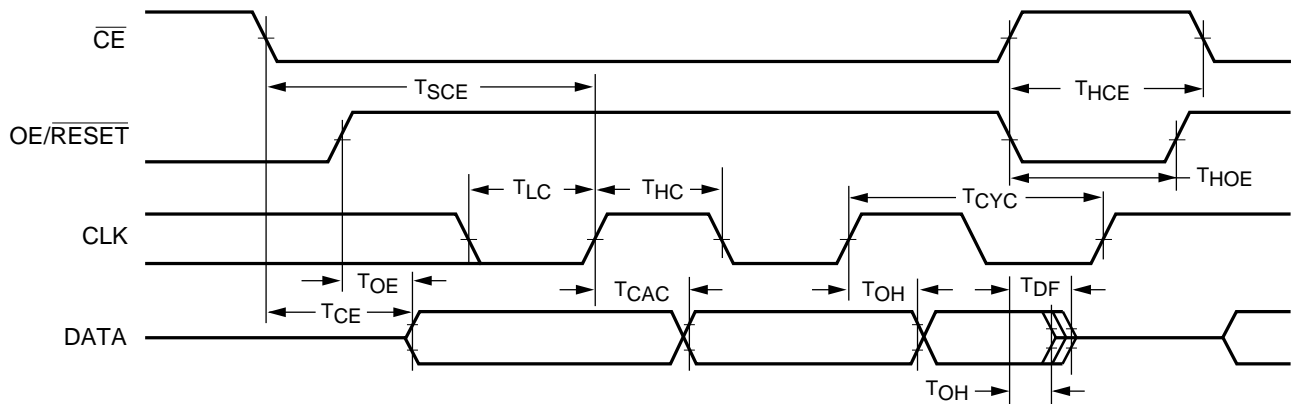 CE
TSCE
THCE
OE/RESET
TLC
THC
TCYC
THOE
CLK
TOE
TCAC
TOH
TDF
TCE
DATA
TOH